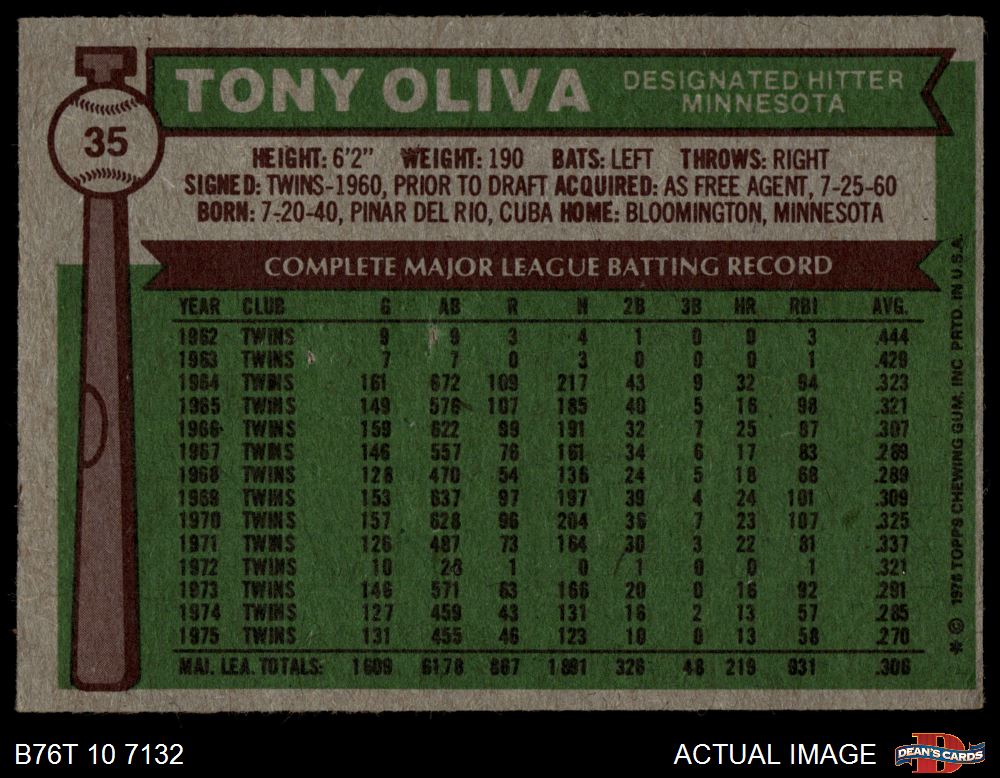 TONY OLIVA
DESIGNATED HITTER
MINNESOTA
35
HEIGHT: 6'2" WEIGHT: 190 BATS: LEFT THROWS: RIGHT
SIGNED: TWINS-1960, PRIOR TO DRAFT ACQUIRED: AS FREE AGENT, 7-25-60
BORN: 7-20-40, PINAR DEL RIO, CUBA HOME: BLOOMINGTON, MINNESOTA
COMPLETE MAJOR LEAGUE BATTING RECORD
YEAR CLUB G AB R H 2B 3B HR RBI AVG.
1962 TWINS 9 9 3 4 1 0 0 3 .444
1963 TWINS 7 7 0 3 0 0 0 1 .429
1964 TWINS 161 672 109 217 43 9 32 94 .323
1965 TWINS 149 576 107 185 40 5 16 98 .321
1966 TWINS 159 622 99 191 32 7 25 87 .307
1967 TWINS 146 557 76 161 34 6 17 83 .289
1968 TWINS 128 470 54 136 24 5 18 68 .289
1969 TWINS 153 637 97 197 39 4 24 101 .309
1970 TWINS 157 628 96 204 36 7 23 107 .325
1971 TWINS 126 487 73 164 30 3 22 81 .337
1972 TWINS 10 28 1 1 0 0 1 .321
1973 TWINS 146 571 63 166 20 0 16 92 .291
1974 TWINS 127 459 43 131 16 2 13 57 .285
1975 TWINS 131 455 46 123 10 0 13 58 .270
MAJ. LEA. TOTALS: 1609 6178 867 1891 326 48 219 931 .306
* © 1976 TOPPS CHEWING GUM, INC PRTD. IN U.S.A.
B76T 10 7132
ACTUAL IMAGE
DEAN'S CARDS